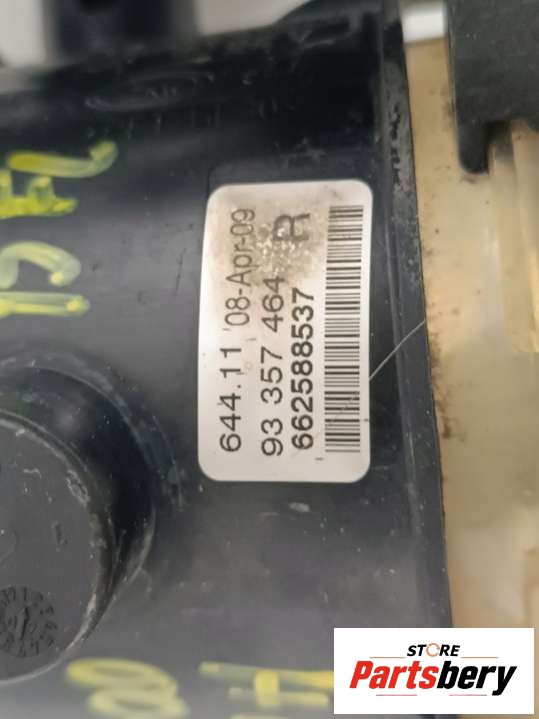 644.11 08-Apr-09
93 357 464 R
662588537
STORE
Partsbery